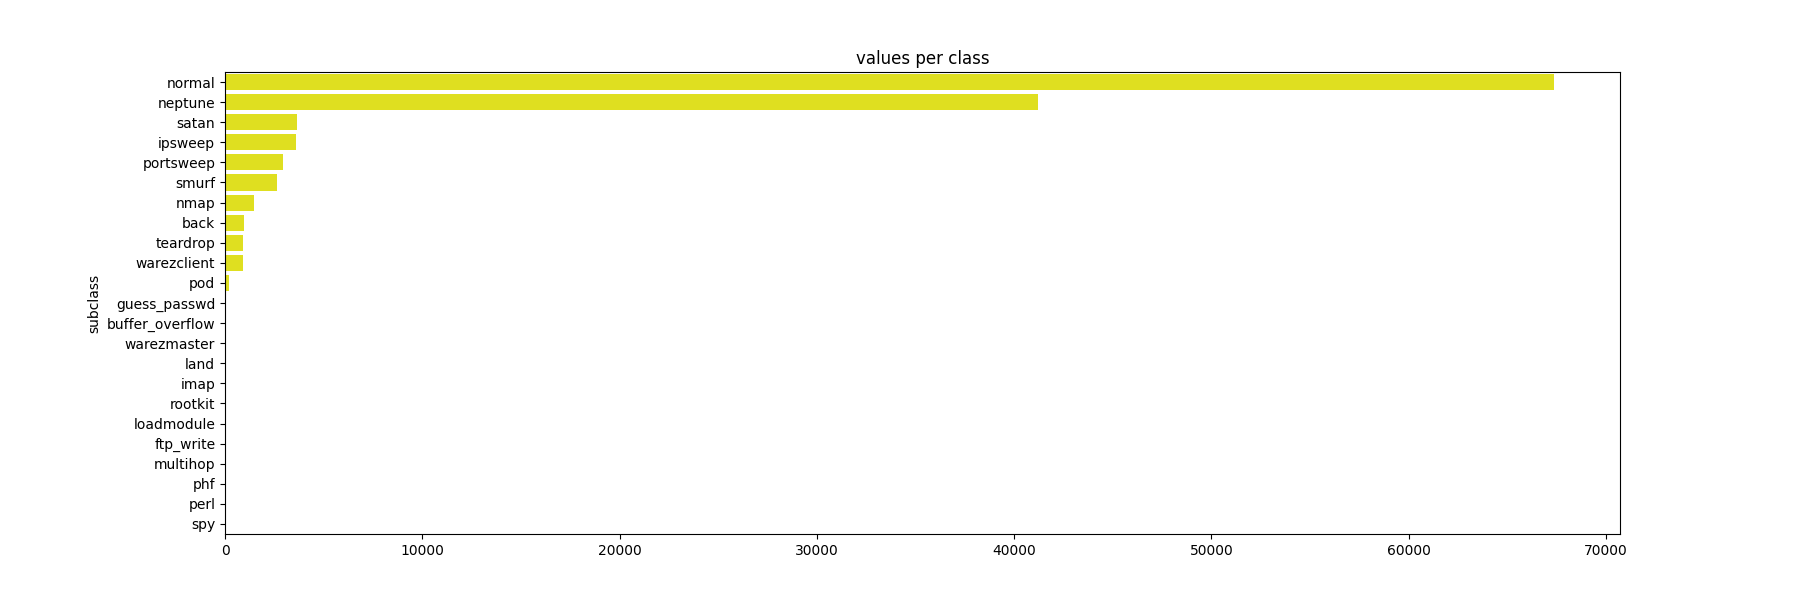 values per class
normal
neptune
satan
ipsweep
portsweep
smurf
nmap
back
teardrop
warezclient
pod
guess_passwd
buffer_overflow
warezmaster
land
imap
rootkit
loadmodule
ftp_write
multihop
phf
perl
spy
subclass
0 10000 20000 30000 40000 50000 60000 70000